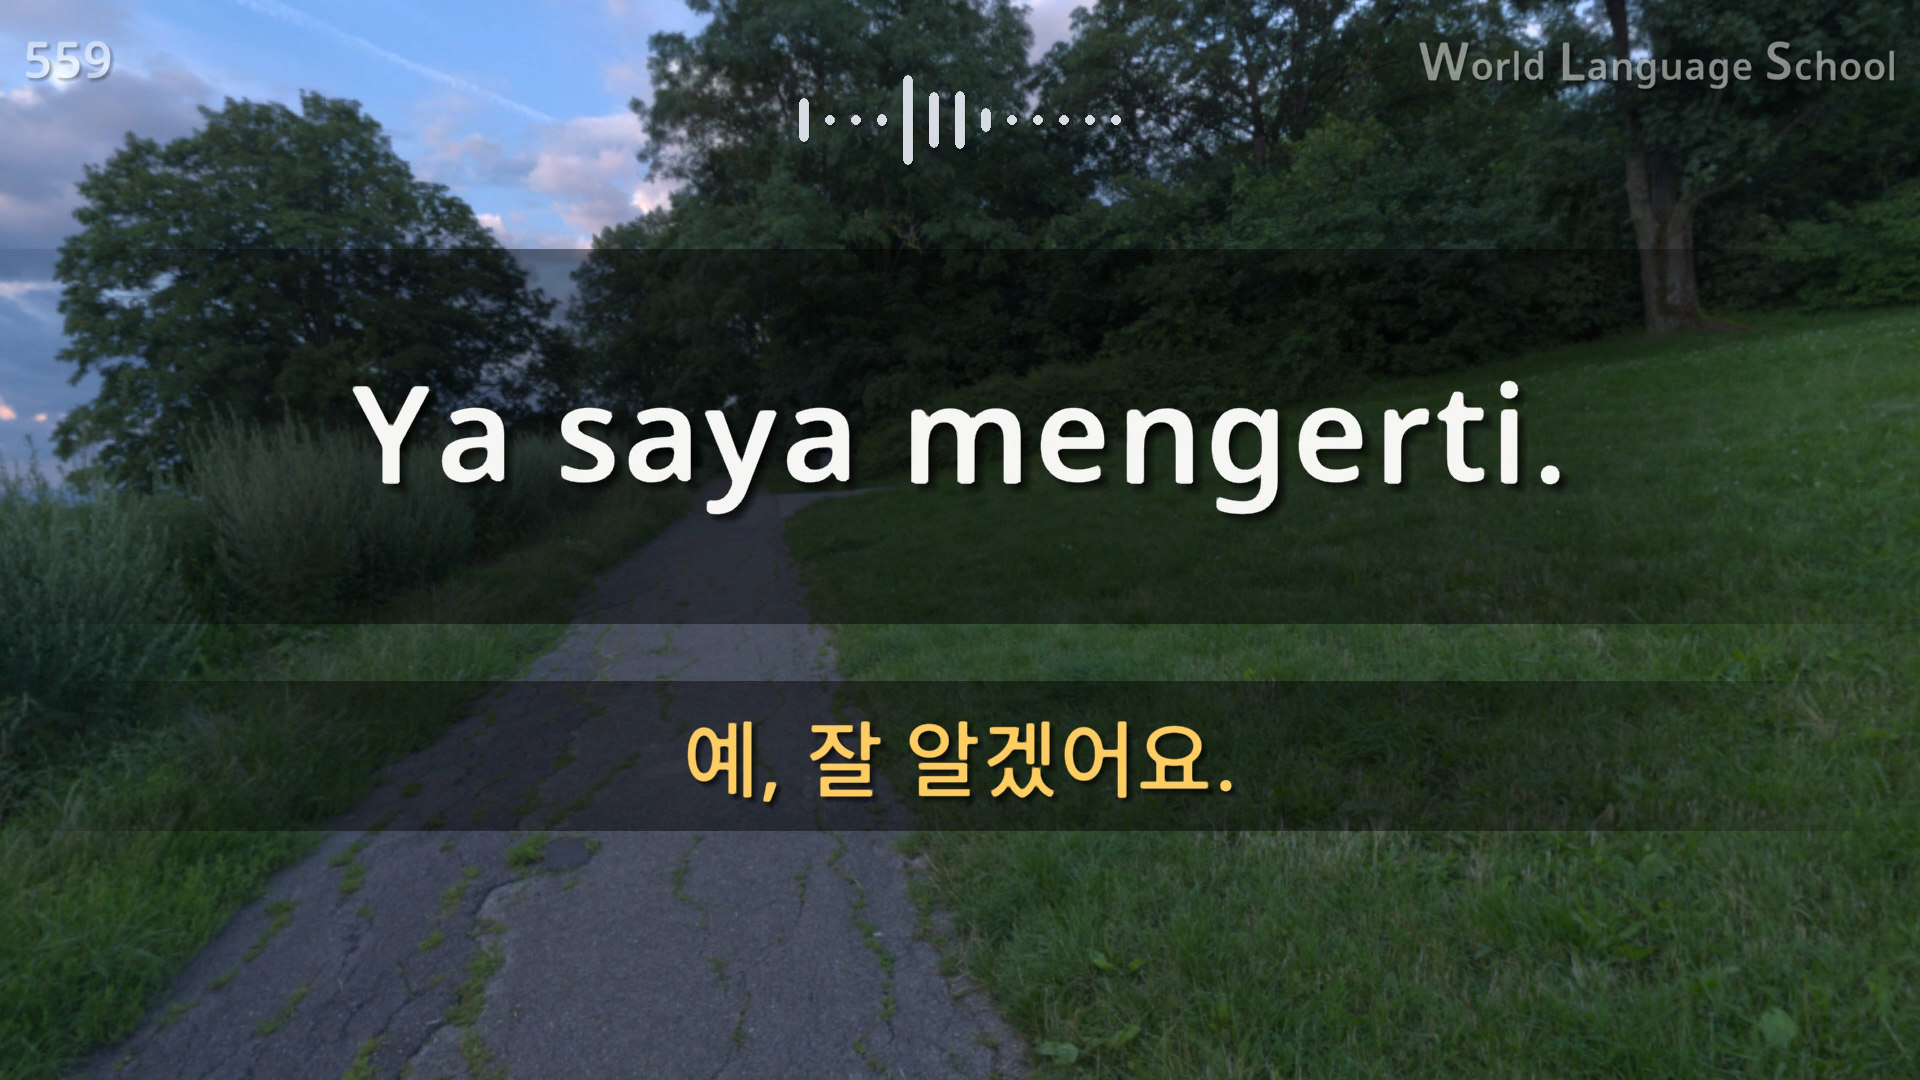 559
World Language School
Ya saya mengerti.
예, 잘 알겠어요.